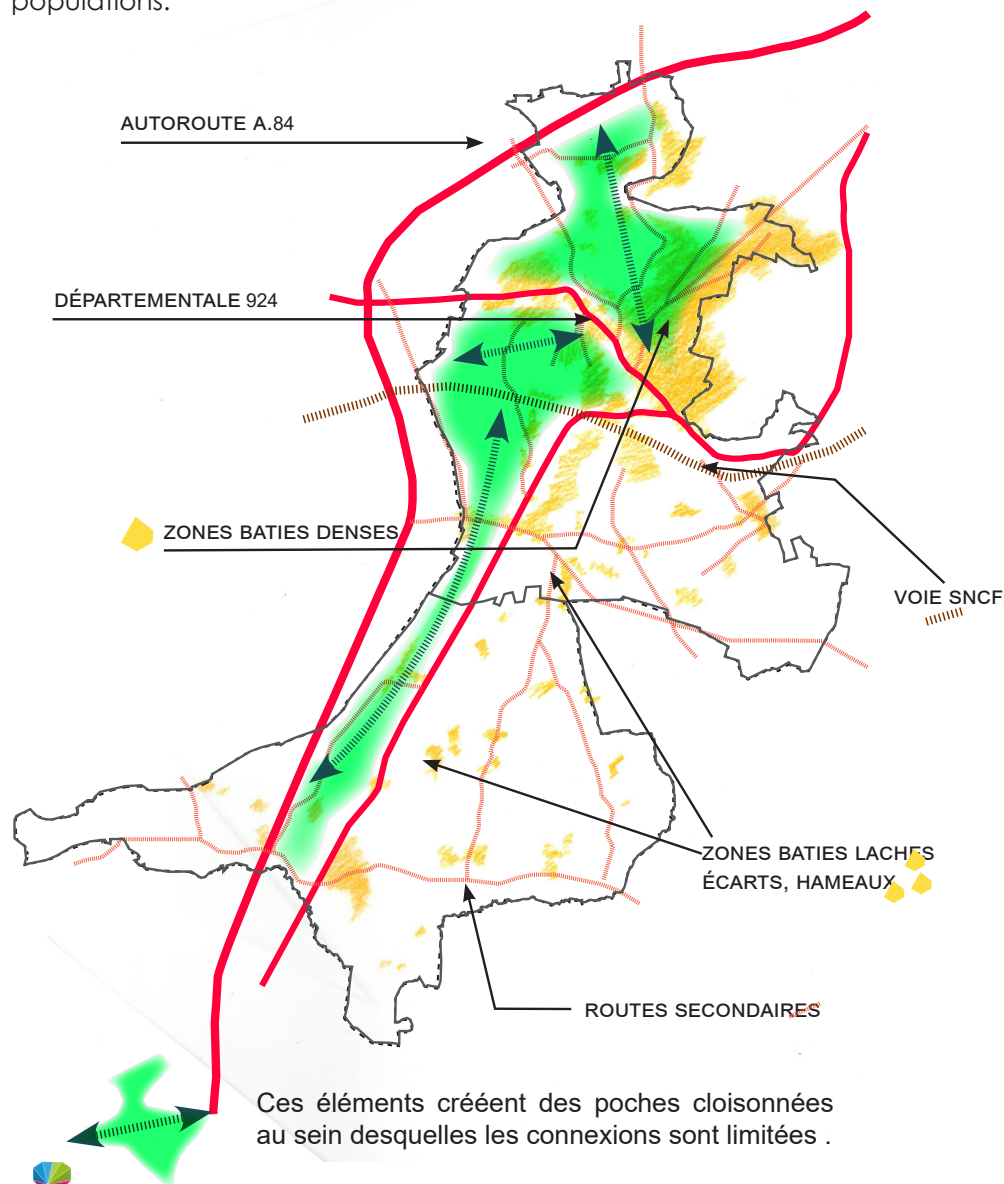 populations.
AUTOROUTE A.84
DÉPARTEMENTALE 924
ZONES BATIES DENSES
VOIE SNCF
ZONES BATIES LACHES
ÉCARTS, HAMEAUX
ROUTES SECONDAIRES
Ces éléments crééent des poches cloisonnées
au sein desquelles les connexions sont limitées .